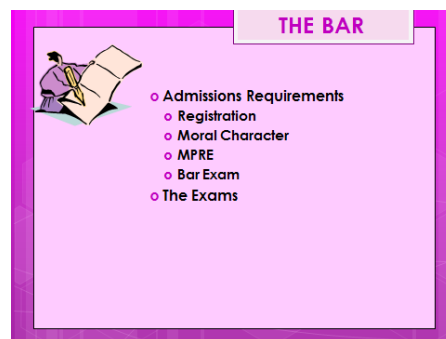 THE BAR
Admissions Requirements
Registration
Moral Character
MPRE
Bar Exam
The Exams